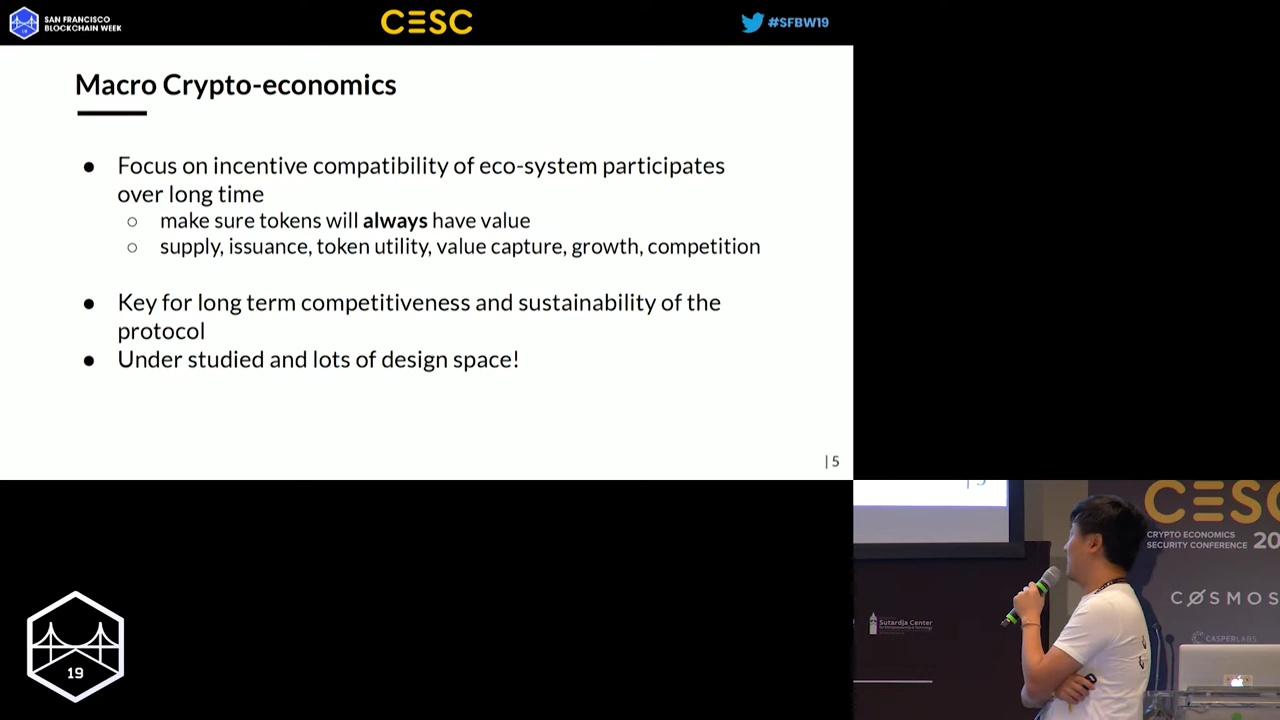 SAN FRANCISCO
BLOCKCHAIN WEEK
19
CESC
#SFBW19
Macro Crypto-economics
● Focus on incentive compatibility of eco-system participates
over long time
○ make sure tokens will always have value
○ supply, issuance, token utility, value capture, growth, competition
● Key for long term competitiveness and sustainability of the
protocol
● Under studied and lots of design space!
| 5
19
CESC
CRYPTO ECONOMICS
SECURITY CONFERENCE 20
COSMOS
Sutardja Center
CASPERLABS